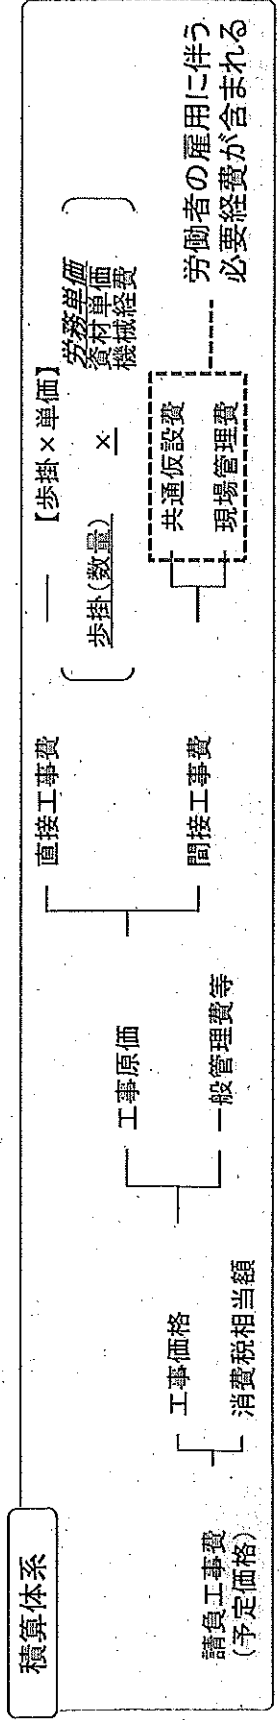 積算体系
請負工事費
(予定価格)
工事価格
消費税相当額
工事原価
一般管理費等
直接工事費
間接工事費
【歩掛×単価】
歩掛(数量) × 労務単価
資材単価
機械経費
共通仮設費
現場管理費
労働者の雇用に伴う
必要経費が含まれる